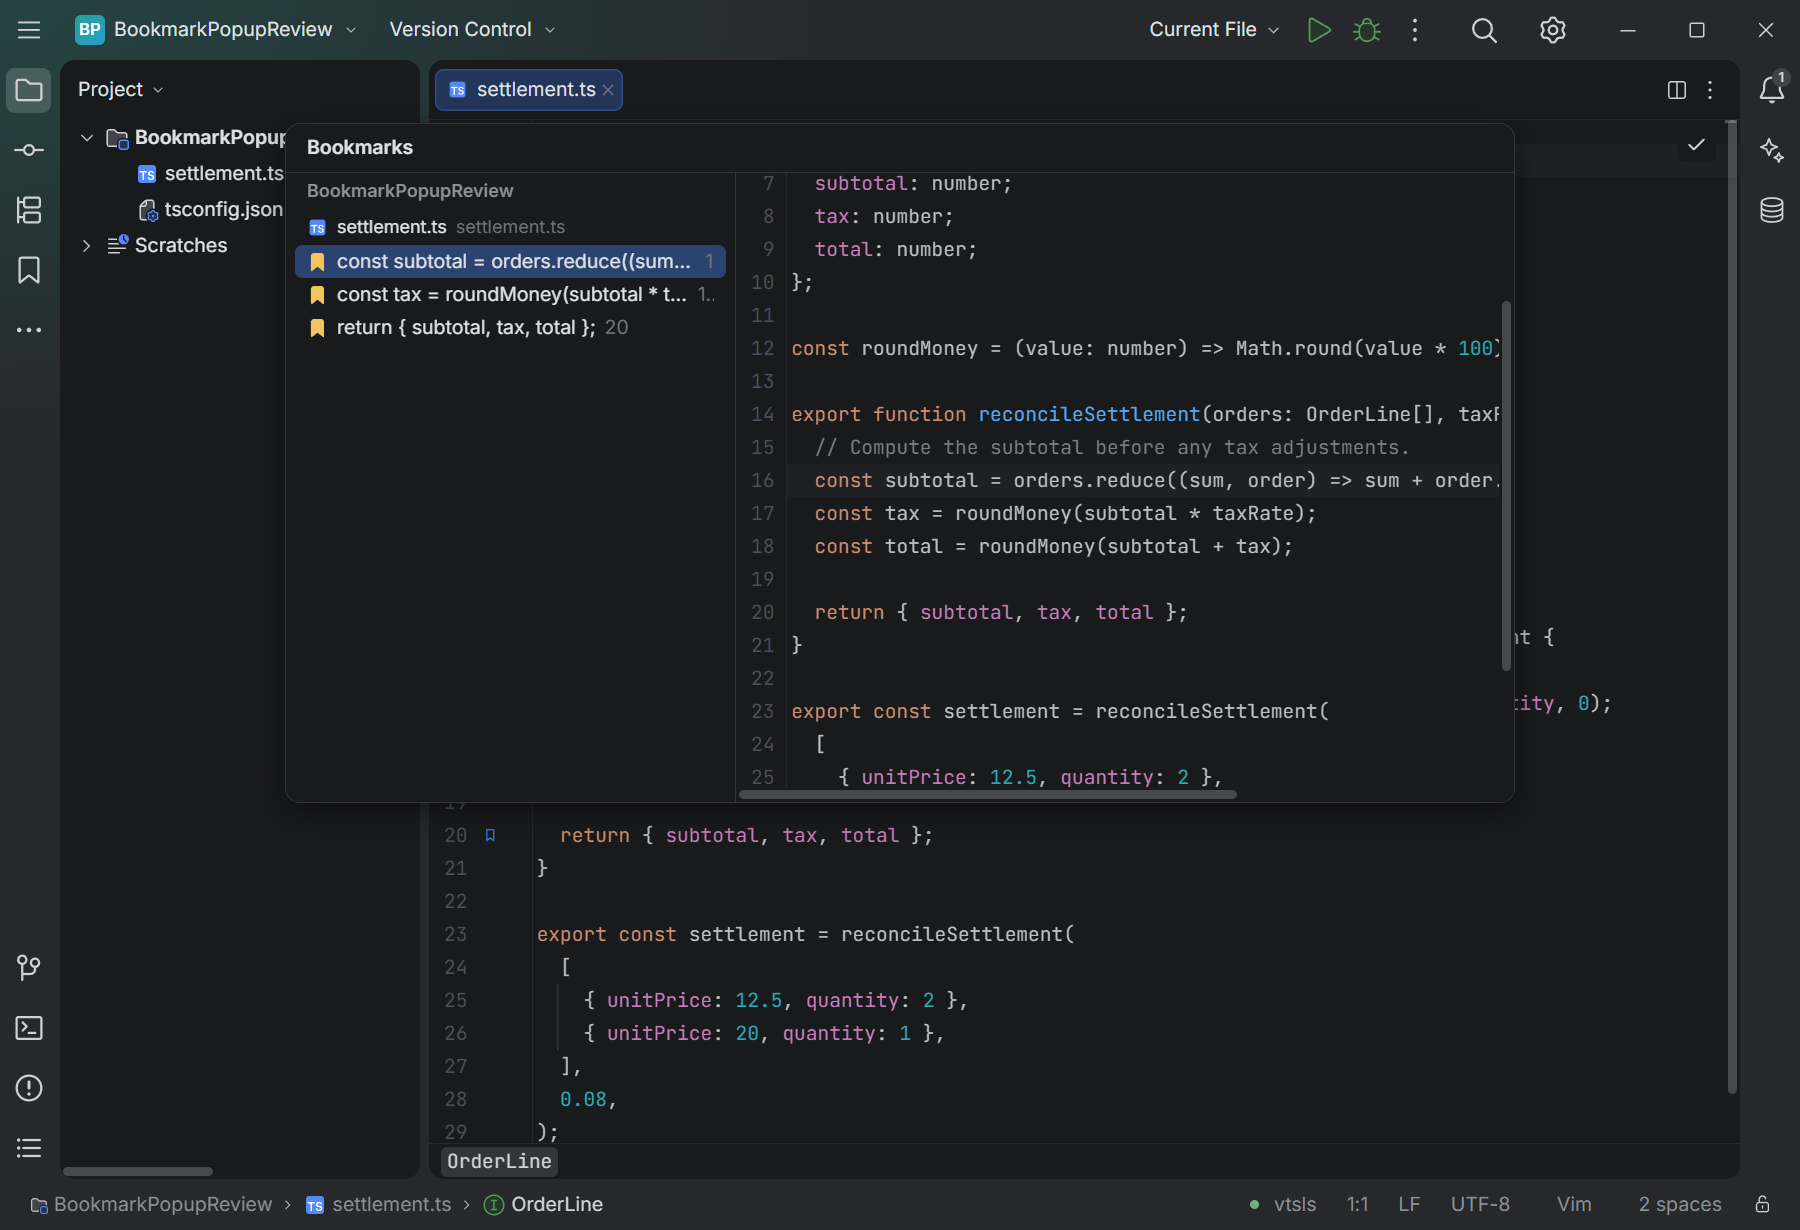 BP BookmarkPopupReview Version Control Current File
Project
settlement.ts
1
BookmarkPopup
settlement.ts
tsconfig.json
Scratches
Bookmarks
BookmarkPopupReview
settlement.ts settlement.ts
const subtotal = orders.reduce((sum... 1
const tax = roundMoney(subtotal * t... 1..
return { subtotal, tax, total }; 20
7 subtotal: number;
8 tax: number;
9 total: number;
10 };
11
12 const roundMoney = (value: number) => Math.round(value * 100)
13
14 export function reconcileSettlement(orders: OrderLine[], taxR
15 // Compute the subtotal before any tax adjustments.
16 const subtotal = orders.reduce((sum, order) => sum + order.
17 const tax = roundMoney(subtotal * taxRate);
18 const total = roundMoney(subtotal + tax);
19
20 return { subtotal, tax, total };
21 }
22
23 export const settlement = reconcileSettlement(
24 [
25 { unitPrice: 12.5, quantity: 2 },
nt {
tity, 0);
19
20 return { subtotal, tax, total };
21 }
22
23 export const settlement = reconcileSettlement(
24 [
25 { unitPrice: 12.5, quantity: 2 },
26 { unitPrice: 20, quantity: 1 },
27 ],
28 0.08,
29 );
OrderLine
BookmarkPopupReview › TS settlement.ts › I OrderLine vtsls 1:1 LF UTF-8 Vim 2 spaces